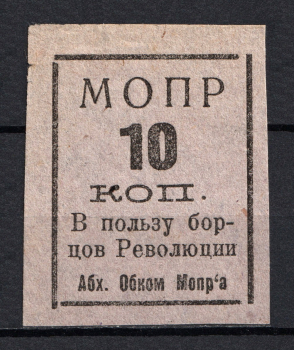 МОПР
10
коп.
В пользу бор-
цов Революции
Абх. Обком Мопр'а